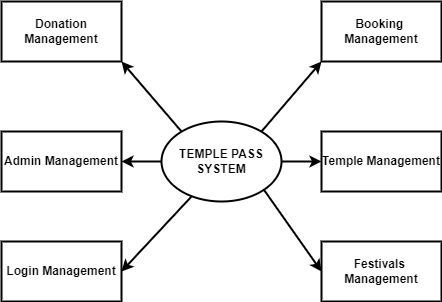 Donation
Management
Booking
Management
Admin Management
TEMPLE PASS
SYSTEM
Temple Management
Login Management
Festivals
Management